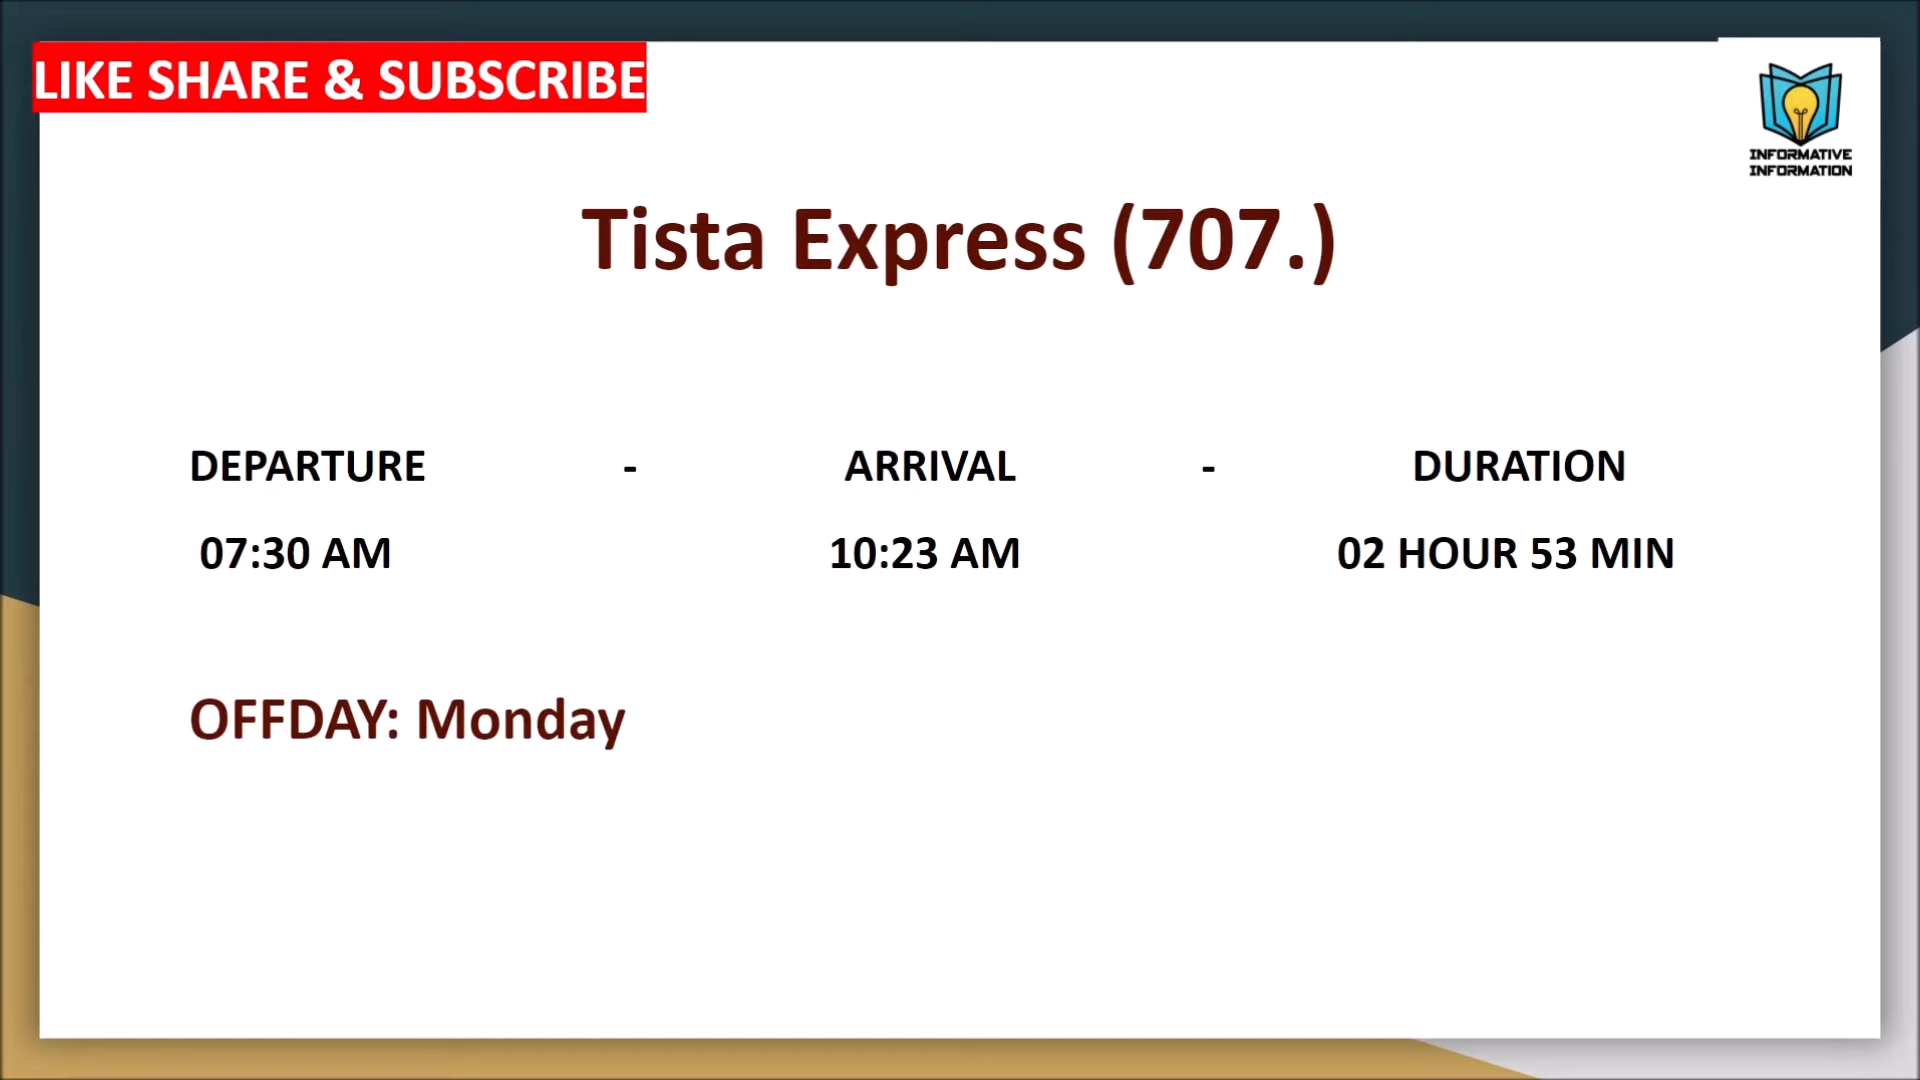 LIKE SHARE & SUBSCRIBE
INFORMATIVE
INFORMATION
Tista Express (707.)
DEPARTURE - ARRIVAL - DURATION
07:30 AM 10:23 AM 02 HOUR 53 MIN
OFFDAY: Monday